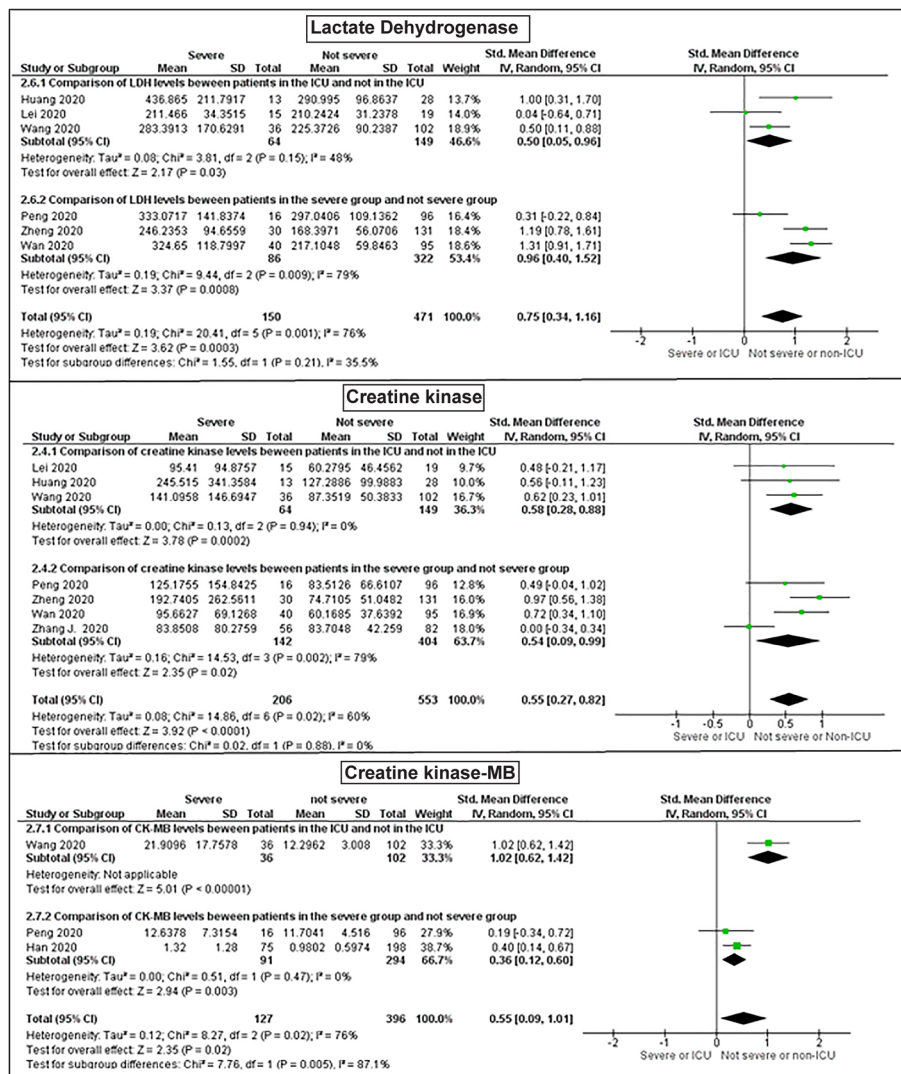 Lactate Dehydrogenase
Severe Not severe Std. Mean Difference Std. Mean Difference
Study or Subgroup Mean SD Total Mean SD Total Weight IV, Random, 95% CI IV, Random, 95% CI
2.6.1 Comparison of LDH levels beween patients in the ICU and not in the ICU
Huang 2020 436.865 211.7917 13 290.995 96.8637 28 13.7% 1.00 [0.31, 1.70]
Lei 2020 211.466 34.3515 15 210.2424 31.2378 19 14.0% 0.04 [-0.64, 0.71]
Wang 2020 283.3913 170.6291 36 225.3726 90.2387 102 18.9% 0.50 [0.11, 0.88]
Subtotal (95% CI) 64 149 46.6% 0.50 [0.05, 0.96]
Heterogeneity: Tau² = 0.08; Chi² = 3.81, df = 2 (P = 0.15); I² = 48%
Test for overall effect: Z = 2.17 (P = 0.03)
2.6.2 Comparison of LDH levels beween patients in the severe group and not severe group
Peng 2020 333.0717 141.8374 16 297.0406 109.1362 96 16.4% 0.31 [-0.22, 0.84]
Zheng 2020 246.2353 94.6559 30 168.3971 56.0706 131 18.4% 1.19 [0.78, 1.61]
Wan 2020 324.65 118.7997 40 217.1048 59.8463 95 18.6% 1.31 [0.91, 1.71]
Subtotal (95% CI) 86 322 53.4% 0.96 [0.40, 1.52]
Heterogeneity: Tau² = 0.19; Chi² = 9.44, df = 2 (P = 0.009); I² = 79%
Test for overall effect: Z = 3.37 (P = 0.0008)
Total (95% CI) 150 471 100.0% 0.75 [0.34, 1.16]
Heterogeneity: Tau² = 0.19; Chi² = 20.41, df = 5 (P = 0.001); I² = 76%
Test for overall effect: Z = 3.62 (P = 0.0003)
Test for subgroup differences: Chi² = 1.55, df = 1 (P = 0.21), I² = 35.5%
-2 -1 0 1 2
Severe or ICU Not severe or non-ICU
Creatine kinase
Severe Not severe Std. Mean Difference Std. Mean Difference
Study or Subgroup Mean SD Total Mean SD Total Weight IV, Random, 95% CI IV, Random, 95% CI
2.4.1 Comparison of creatine kinase levels beween patients in the ICU and not in the ICU
Lei 2020 95.41 94.8757 15 60.2795 46.4562 19 9.7% 0.48 [-0.21, 1.17]
Huang 2020 245.515 341.3584 13 127.2886 99.9883 28 10.0% 0.56 [-0.11, 1.23]
Wang 2020 141.0958 146.6947 36 87.3519 50.3833 102 16.7% 0.62 [0.23, 1.01]
Subtotal (95% CI) 64 149 36.3% 0.58 [0.28, 0.88]
Heterogeneity: Tau² = 0.00; Chi² = 0.13, df = 2 (P = 0.94); I² = 0%
Test for overall effect: Z = 3.78 (P = 0.0002)
2.4.2 Comparison of creatine kinase levels beween patients in the severe group and not severe group
Peng 2020 125.1755 154.8425 16 83.5126 66.6107 96 12.8% 0.49 [-0.04, 1.02]
Zheng 2020 192.7405 262.5611 30 74.7105 51.0482 131 16.2% 0.97 [0.56, 1.38]
Wan 2020 95.6627 69.1268 40 60.1685 37.6392 95 16.9% 0.72 [0.34, 1.10]
Zhang J. 2020 83.8508 80.2759 56 83.7048 42.259 82 18.0% 0.00 [-0.34, 0.34]
Subtotal (95% CI) 142 404 63.7% 0.54 [0.09, 0.99]
Heterogeneity: Tau² = 0.16; Chi² = 14.53, df = 3 (P = 0.002); I² = 79%
Test for overall effect: Z = 2.35 (P = 0.02)
Total (95% CI) 206 553 100.0% 0.55 [0.27, 0.82]
Heterogeneity: Tau² = 0.08; Chi² = 14.86, df = 6 (P = 0.02); I² = 60%
Test for overall effect: Z = 3.92 (P < 0.0001)
Test for subgroup differences: Chi² = 0.02, df = 1 (P = 0.88), I² = 0%
-1 -0.5 0 0.5 1
Severe or ICU Not severe or Non-ICU
Creatine kinase-MB
Severe not severe Std. Mean Difference Std. Mean Difference
Study or Subgroup Mean SD Total Mean SD Total Weight IV, Random, 95% CI IV, Random, 95% CI
2.7.1 Comparison of CK-MB levels beween patients in the ICU and not in the ICU
Wang 2020 21.9096 17.7578 36 12.2962 3.008 102 33.3% 1.02 [0.62, 1.42]
Subtotal (95% CI) 36 102 33.3% 1.02 [0.62, 1.42]
Heterogeneity: Not applicable
Test for overall effect: Z = 5.01 (P < 0.00001)
2.7.2 Comparison of CK-MB levels beween patients in the severe group and not severe group
Peng 2020 12.6378 7.3154 16 11.7041 4.516 96 27.9% 0.19 [-0.34, 0.72]
Han 2020 1.32 1.28 75 0.9802 0.5974 198 38.7% 0.40 [0.14, 0.67]
Subtotal (95% CI) 91 294 66.7% 0.36 [0.12, 0.60]
Heterogeneity: Tau² = 0.00; Chi² = 0.51, df = 1 (P = 0.47); I² = 0%
Test for overall effect: Z = 2.94 (P = 0.003)
Total (95% CI) 127 396 100.0% 0.55 [0.09, 1.01]
Heterogeneity: Tau² = 0.12; Chi² = 8.27, df = 2 (P = 0.02); I² = 76%
Test for overall effect: Z = 2.35 (P = 0.02)
Test for subgroup differences: Chi² = 7.76, df = 1 (P = 0.005), I² = 87.1%
-2 -1 0 1 2
Severe or ICU Not severe or non-ICU